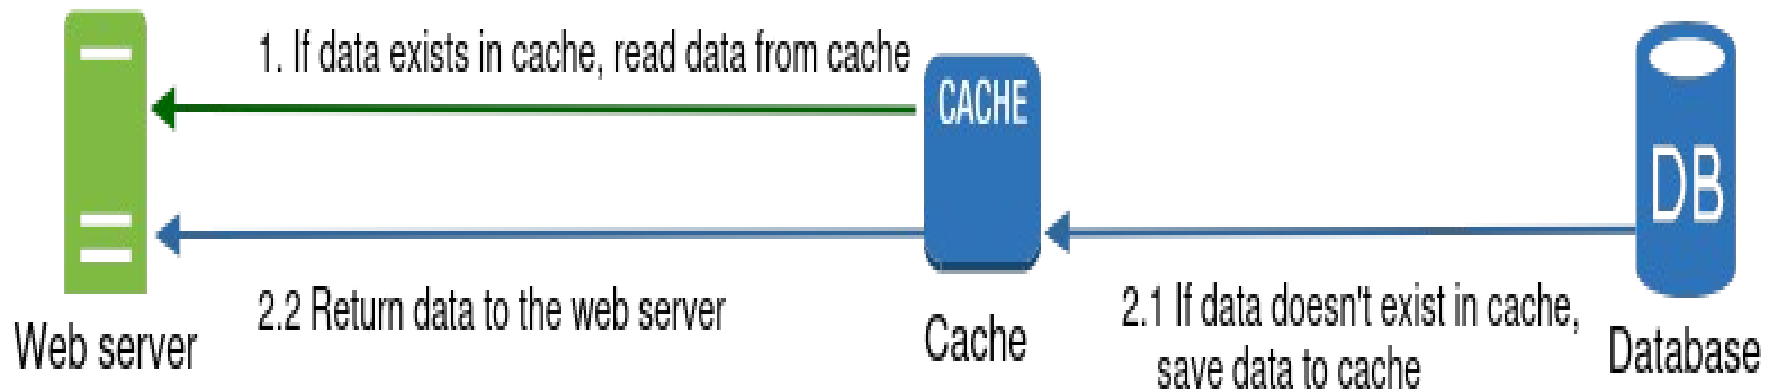 1. If data exists in cache, read data from cache
CACHE
DB
2.2 Return data to the web server
2.1 If data doesn't exist in cache,
save data to cache
Web server
Cache
Database